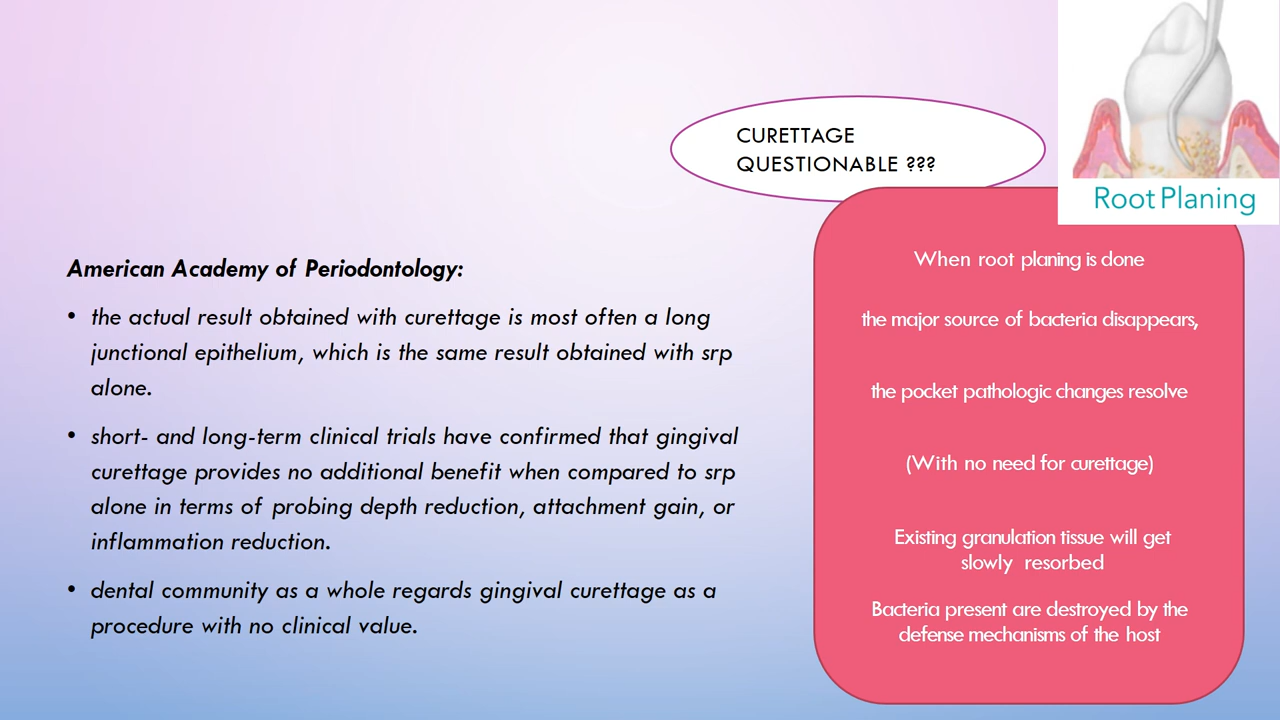 CURETTAGE
QUESTIONABLE ???
Root Planing
American Academy of Periodontology:
• the actual result obtained with curettage is most often a long
junctional epithelium, which is the same result obtained with srp
alone.
• short- and long-term clinical trials have confirmed that gingival
curettage provides no additional benefit when compared to srp
alone in terms of probing depth reduction, attachment gain, or
inflammation reduction.
• dental community as a whole regards gingival curettage as a
procedure with no clinical value.
When root planing is done
the major source of bacteria disappears,
the pocket pathologic changes resolve
(With no need for curettage)
Existing granulation tissue will get
slowly resorbed
Bacteria present are destroyed by the
defense mechanisms of the host